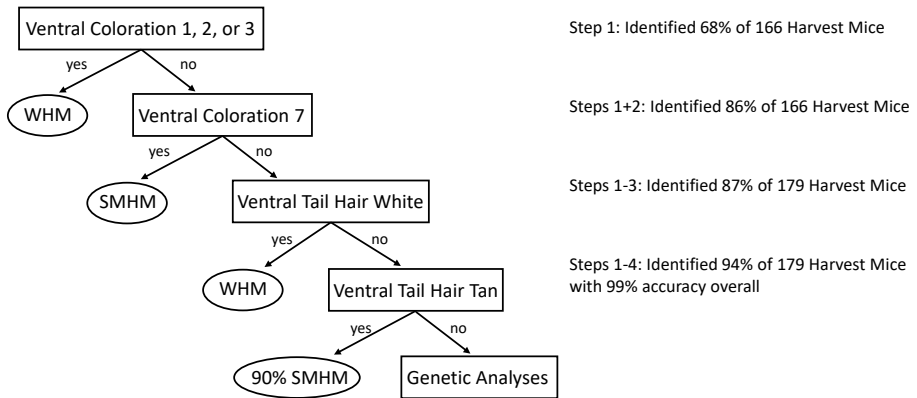 Ventral Coloration 1, 2, or 3
Step 1: Identified 68% of 166 Harvest Mice
yes
no
WHM
Ventral Coloration 7
Steps 1+2: Identified 86% of 166 Harvest Mice
yes
no
SMHM
Ventral Tail Hair White
Steps 1-3: Identified 87% of 179 Harvest Mice
yes
no
WHM
Ventral Tail Hair Tan
Steps 1-4: Identified 94% of 179 Harvest Mice
with 99% accuracy overall
yes
no
90% SMHM
Genetic Analyses